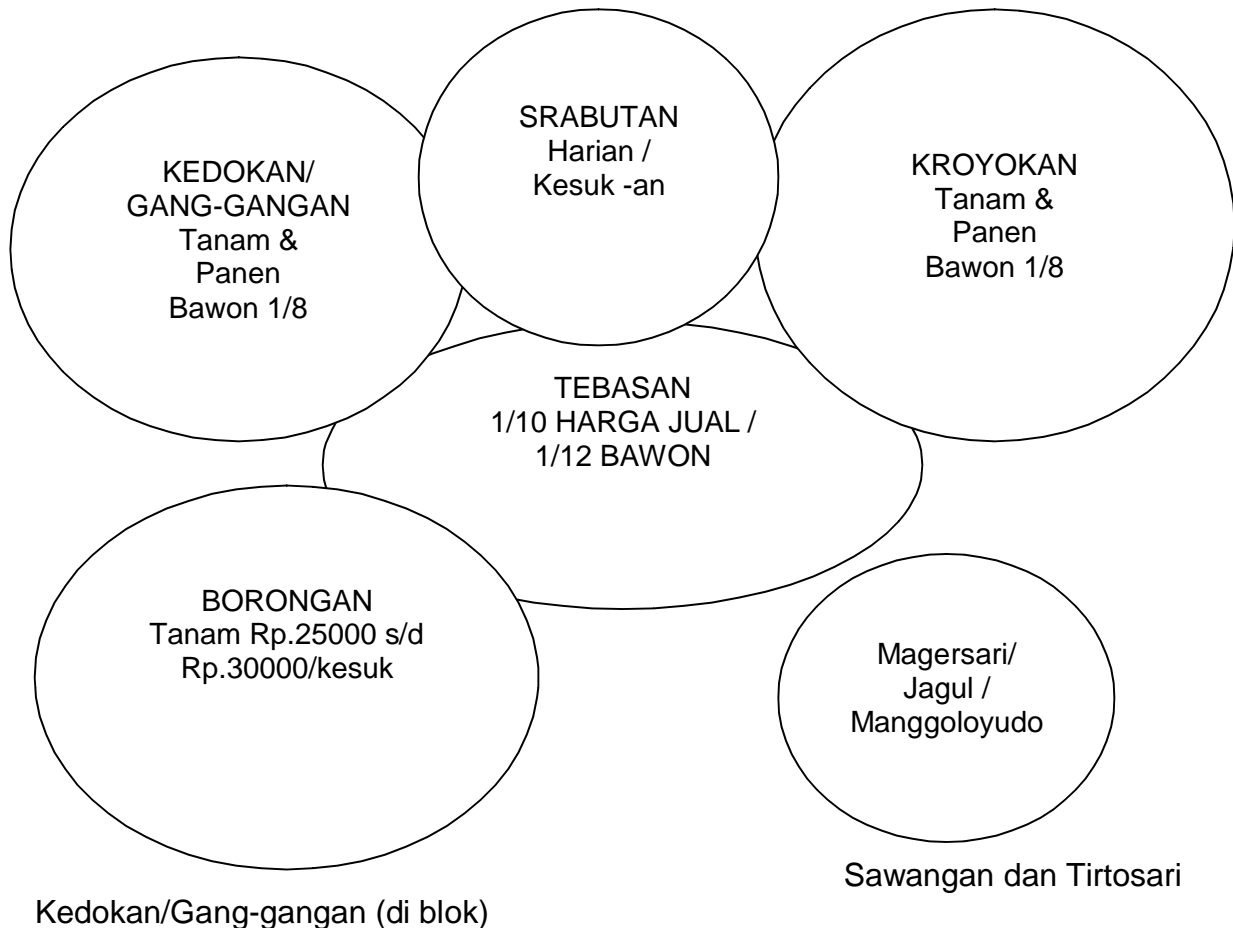 SRABUTAN
Harian /
Kesuk -an
KEDOKAN/
GANG-GANGAN
Tanam &
Panen
Bawon 1/8
KROYOKAN
Tanam &
Panen
Bawon 1/8
TEBASAN
1/10 HARGA JUAL /
1/12 BAWON
BORONGAN
Tanam Rp.25000 s/d
Rp.30000/kesuk
Magersari/
Jagul /
Manggoloyudo
Sawangan dan Tirtosari
Kedokan/Gang-gangan (di blok)